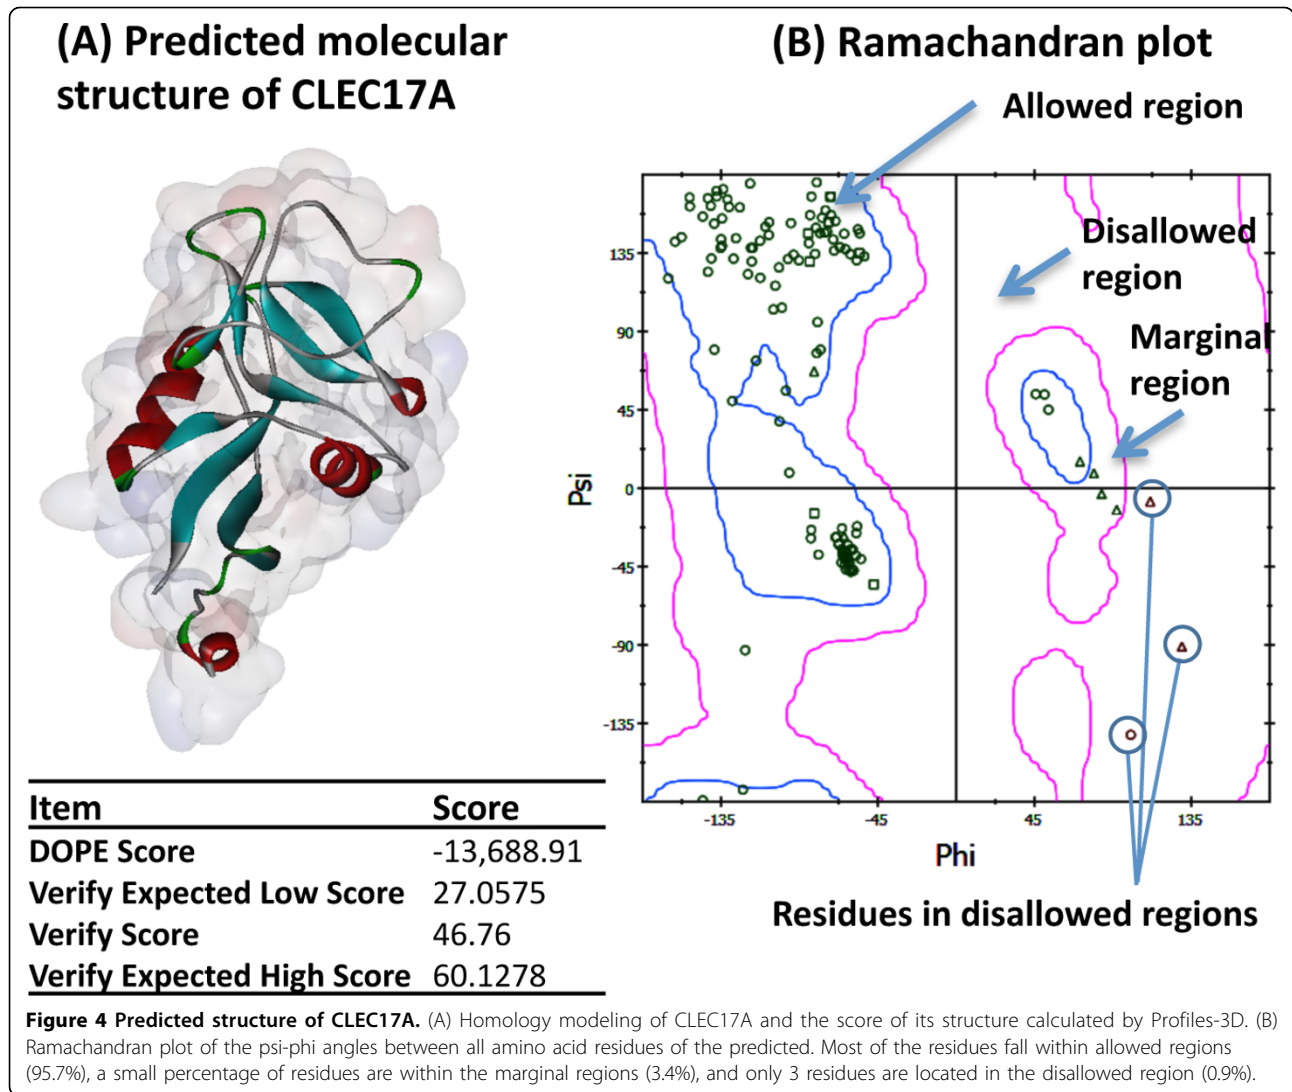 (A) Predicted molecular
structure of CLEC17A
(B) Ramachandran plot
Allowed region
Disallowed
region
Marginal
region
Psi
135
90
45
0
-45
-90
-135
-135
-45
45
135
Phi
Residues in disallowed regions
Item Score
DOPE Score -13,688.91
Verify Expected Low Score 27.0575
Verify Score 46.76
Verify Expected High Score 60.1278
Figure 4 Predicted structure of CLEC17A. (A) Homology modeling of CLEC17A and the score of its structure calculated by Profiles-3D. (B)
Ramachandran plot of the psi-phi angles between all amino acid residues of the predicted. Most of the residues fall within allowed regions
(95.7%), a small percentage of residues are within the marginal regions (3.4%), and only 3 residues are located in the disallowed region (0.9%).